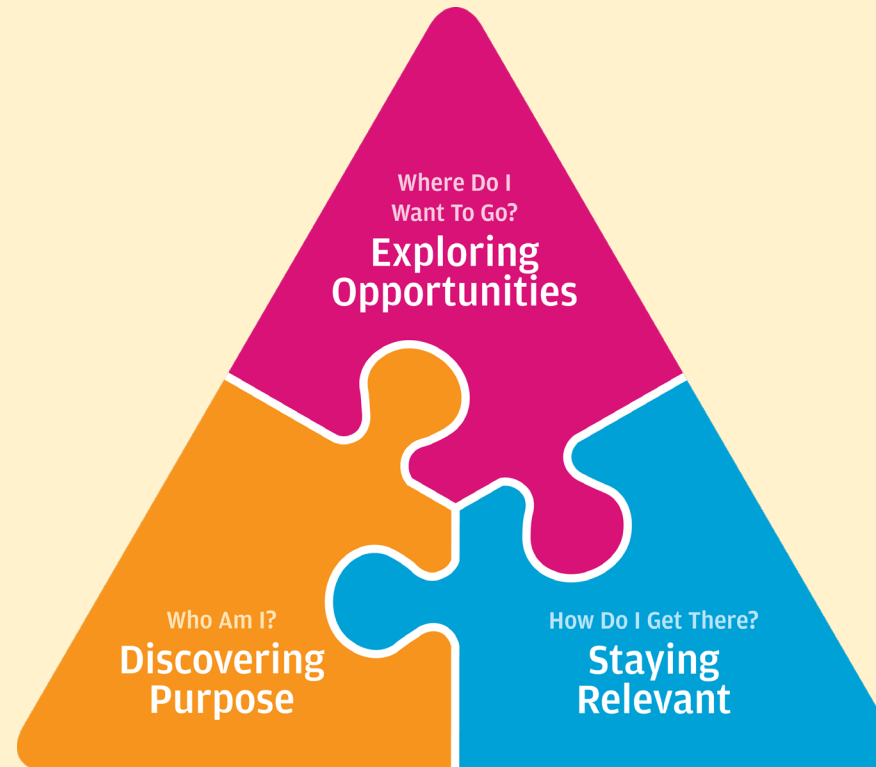 Where Do I
Want To Go?
Exploring
Opportunities
Who Am I?
Discovering
Purpose
How Do I Get There?
Staying
Relevant